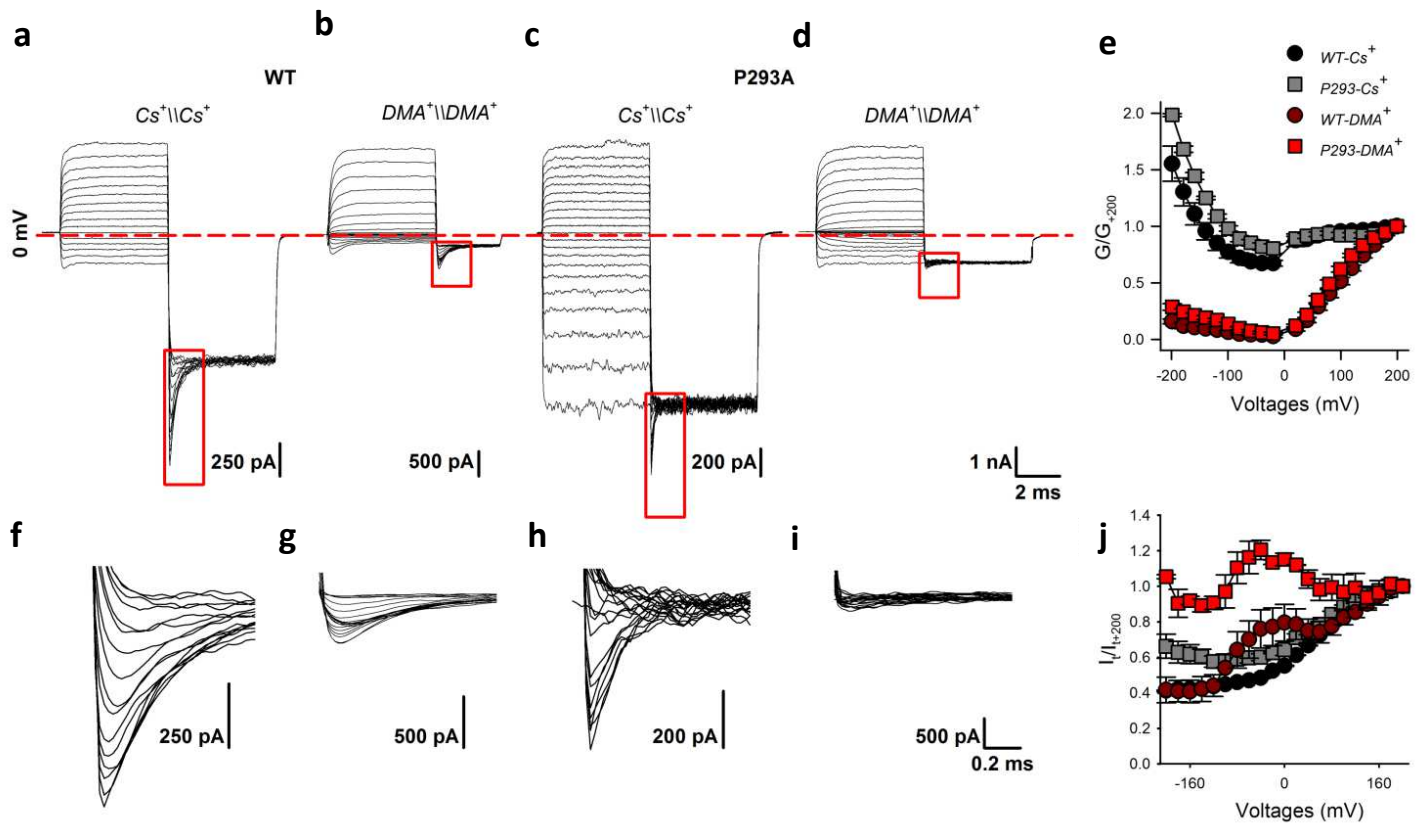 a
b
c
d
e
WT
P293A
Cs+\\Cs+
DMA+\\DMA+
Cs+\\Cs+
DMA+\\DMA+
0 mV
250 pA
500 pA
200 pA
1 nA
2 ms
WT-Cs+
P293-Cs+
WT-DMA+
P293-DMA+
G/G+200
2.0
1.5
1.0
0.5
0.0
-200 -100 0 100 200
Voltages (mV)
f
g
h
i
j
250 pA
500 pA
200 pA
500 pA
0.2 ms
It/It+200
1.4
1.2
1.0
0.8
0.6
0.4
0.2
0.0
-160 0 160
Voltages (mV)